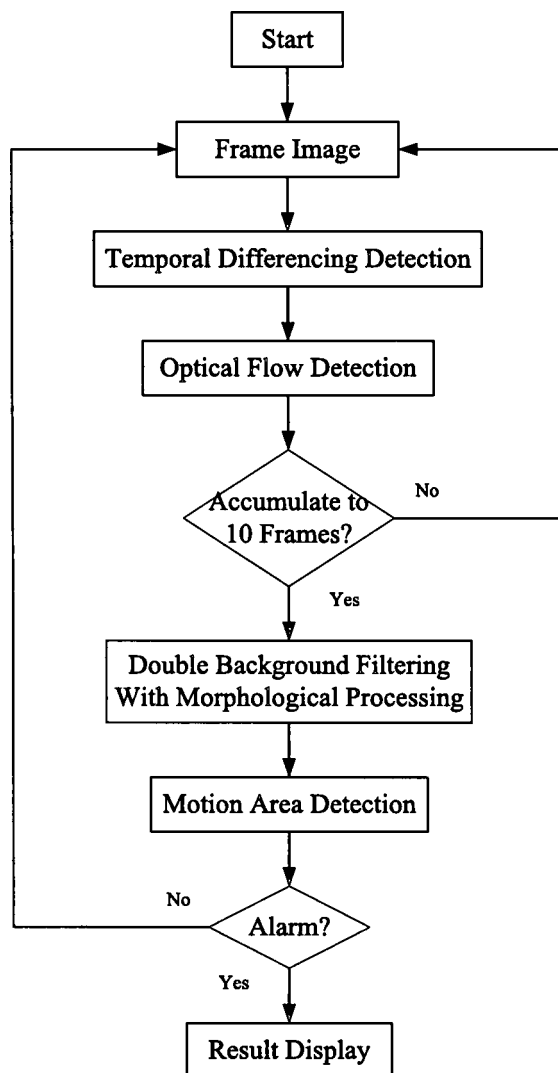 Start
Frame Image
Temporal Differencing Detection
Optical Flow Detection
Accumulate to
10 Frames?
No
Yes
Double Background Filtering
With Morphological Processing
Motion Area Detection
No
Alarm?
Yes
Result Display